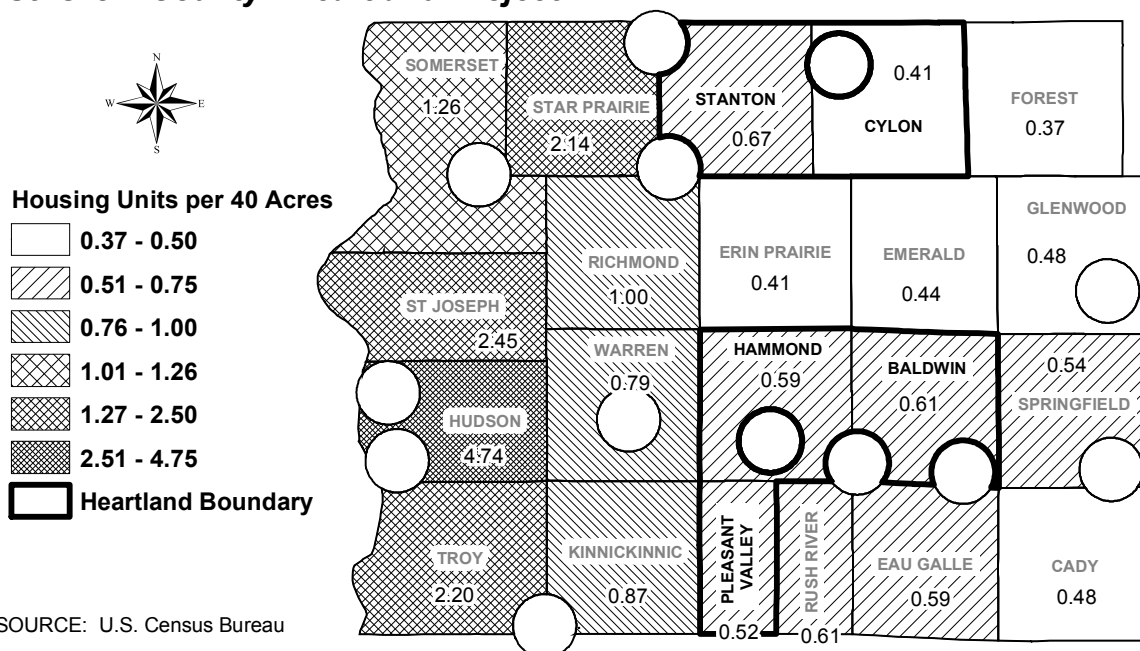 N
W
E
S
SOMERSET
1.26
STAR PRAIRIE
2.14
STANTON
0.67
0.41
CYLON
FOREST
0.37
Housing Units per 40 Acres
0.37 - 0.50
0.51 - 0.75
0.76 - 1.00
1.01 - 1.26
1.27 - 2.50
2.51 - 4.75
Heartland Boundary
RICHMOND
1.00
ERIN PRAIRIE
0.41
EMERALD
0.44
GLENWOOD
0.48
ST JOSEPH
2.45
WARREN
0.79
HAMMOND
0.59
BALDWIN
0.61
0.54
SPRINGFIELD
HUDSON
4.74
TROY
2.20
KINNICKINNIC
0.87
PLEASANT
VALLEY
0.52
RUSH RIVER
0.61
EAU GALLE
0.59
CADY
0.48
SOURCE: U.S. Census Bureau